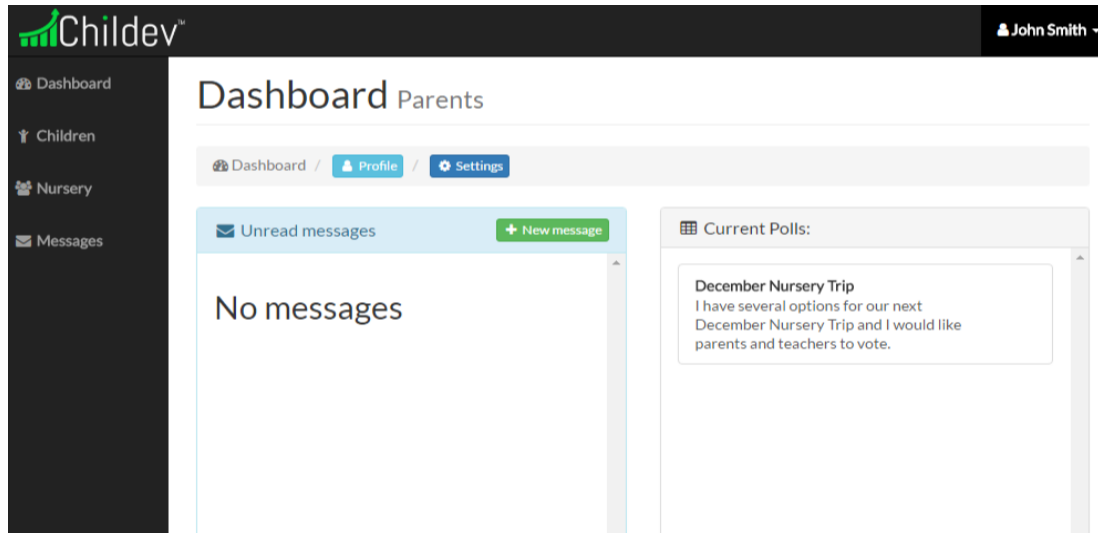 Childev™
John Smith
Dashboard
Children
Nursery
Messages
Dashboard Parents
Dashboard / Profile / Settings
Unread messages
New message
No messages
Current Polls:
December Nursery Trip
I have several options for our next
December Nursery Trip and I would like
parents and teachers to vote.